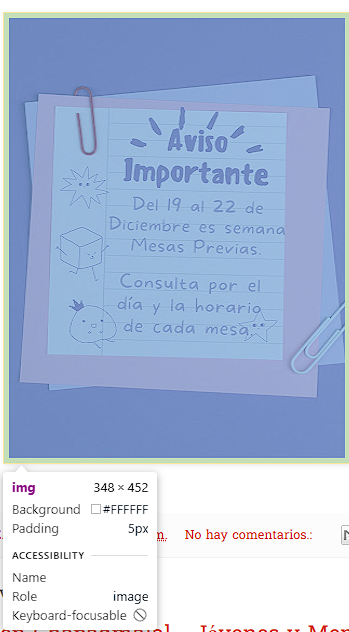 Aviso
Importante
Del 19 al 22 de
Diciembre es semana
Mesas Previas.
Consulta por el
día y la horario
de cada mesa.
img 348 × 452
Background #FFFFFF
Padding 5px
ACCESSIBILITY
Name
Role image
Keyboard-focusable
No hay comentarios.: